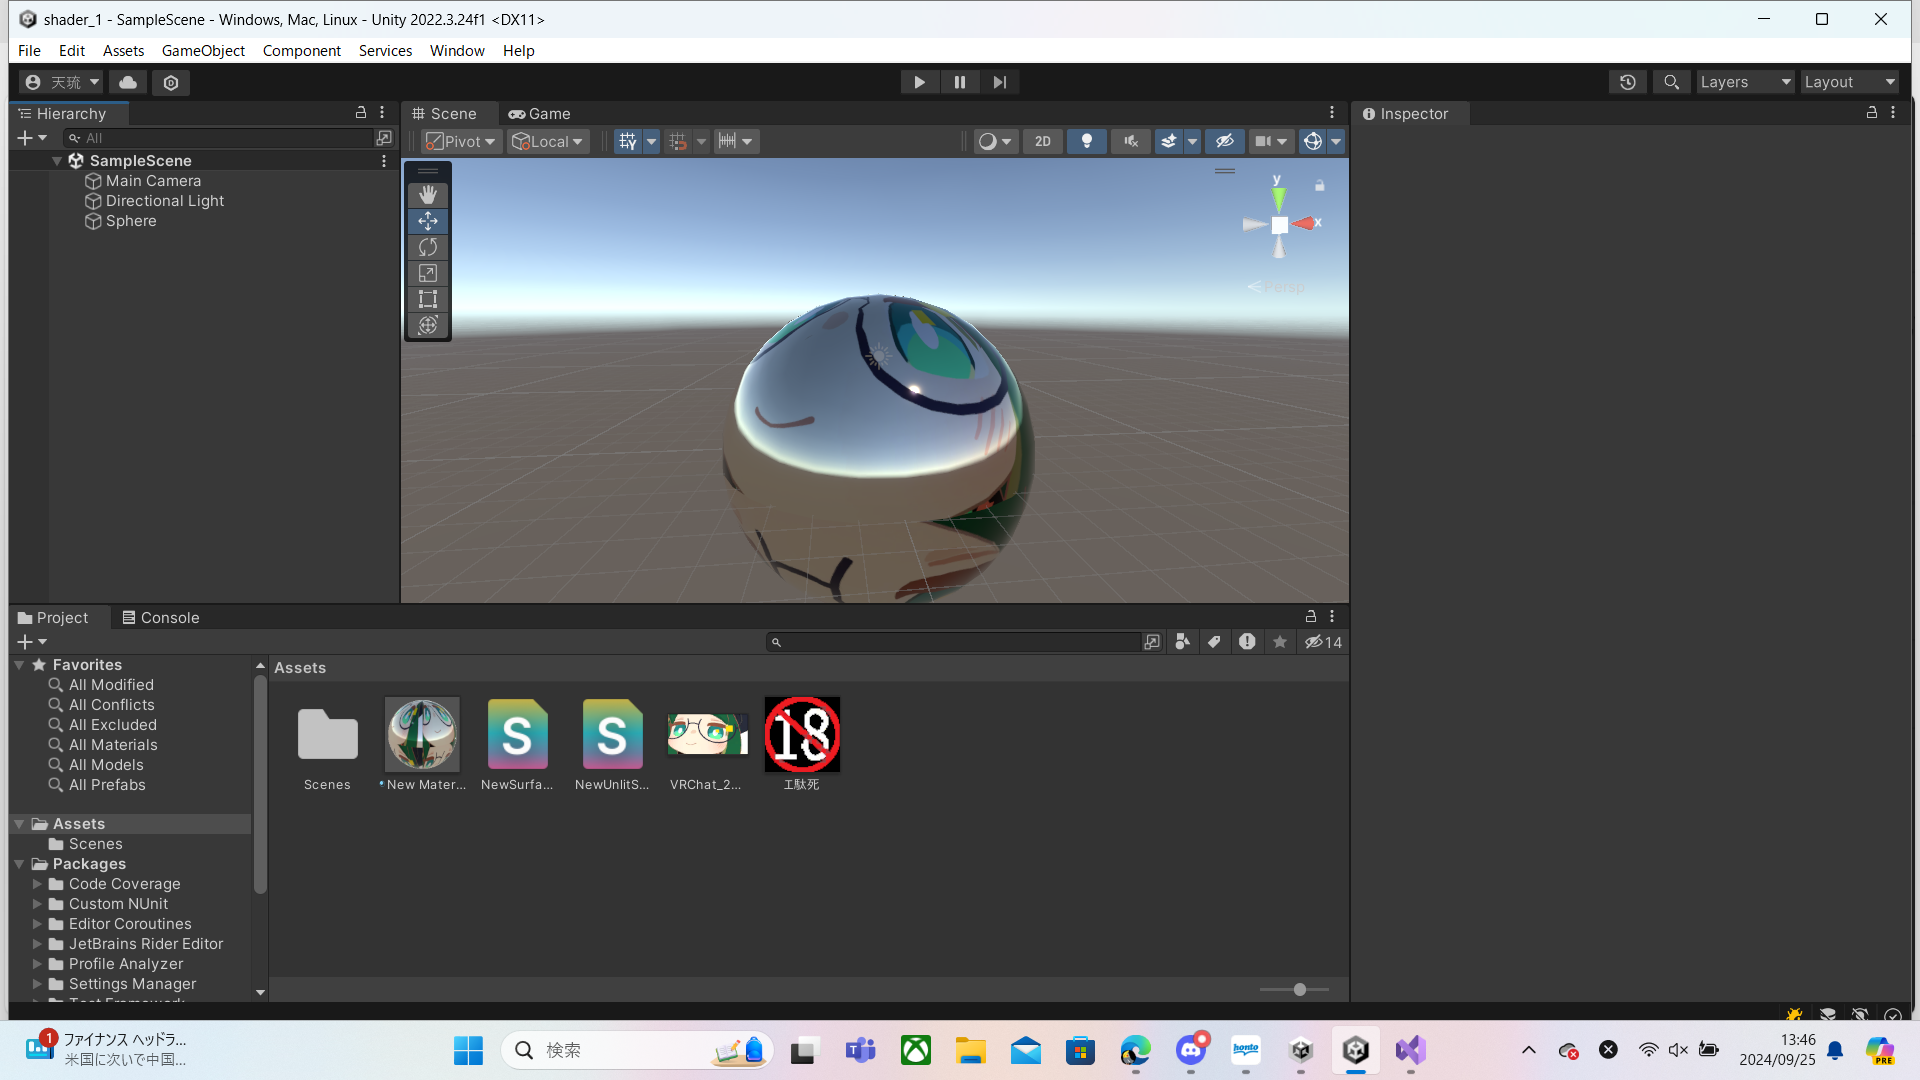 shader_1 - SampleScene - Windows, Mac, Linux - Unity 2022.3.24f1 <DX11>
File Edit Assets GameObject Component Services Window Help
天琉 Layers Layout
Hierarchy
All
SampleScene
Main Camera
Directional Light
Sphere
Scene Game
Pivot Local 2D
y
x
Persp
Inspector
Project Console
14
Favorites
All Modified
All Conflicts
All Excluded
All Materials
All Models
All Prefabs
Assets
Scenes
Packages
Code Coverage
Custom NUnit
Editor Coroutines
JetBrains Rider Editor
Profile Analyzer
Settings Manager
Test Framework
Assets
S S 18
Scenes New Mater... NewSurfa... NewUnlitS... VRChat_2... エ駄死
1
ファイナンス ヘッドラ...
米国に次いで中国...
検索
honto
13:46
2024/09/25
PRE